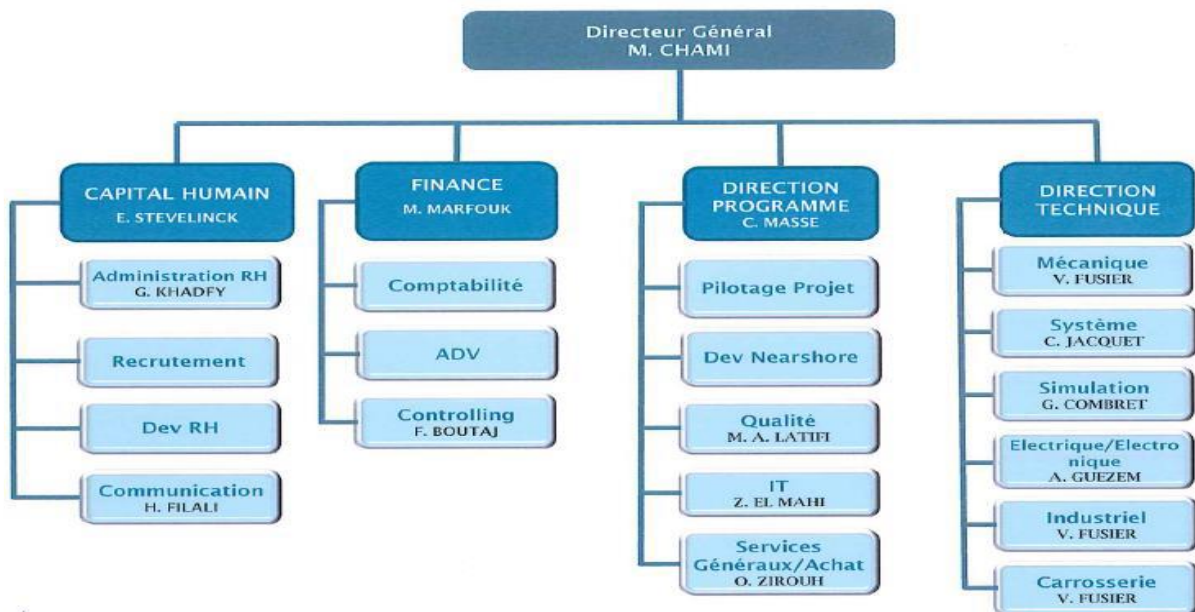 Directeur Général
M. CHAMI
CAPITAL HUMAIN
E. STEVELINCK
Administration RH
G. KHADFY
Recrutement
Dev RH
Communication
H. FILALI
FINANCE
M. MARFOUK
Comptabilité
ADV
Controlling
F. BOUTAJ
DIRECTION
PROGRAMME
C. MASSE
Pilotage Projet
Dev Nearshore
Qualité
M. A. LATIFI
IT
Z. EL MAHI
Services
Généraux/Achat
O. ZIROUH
DIRECTION
TECHNIQUE
Mécanique
V. FUSIER
Système
C. JACQUET
Simulation
G. COMBRET
Electrique/Electro
nique
A. GUEZEM
Industriel
V. FUSIER
Carrosserie
V. FUSIER